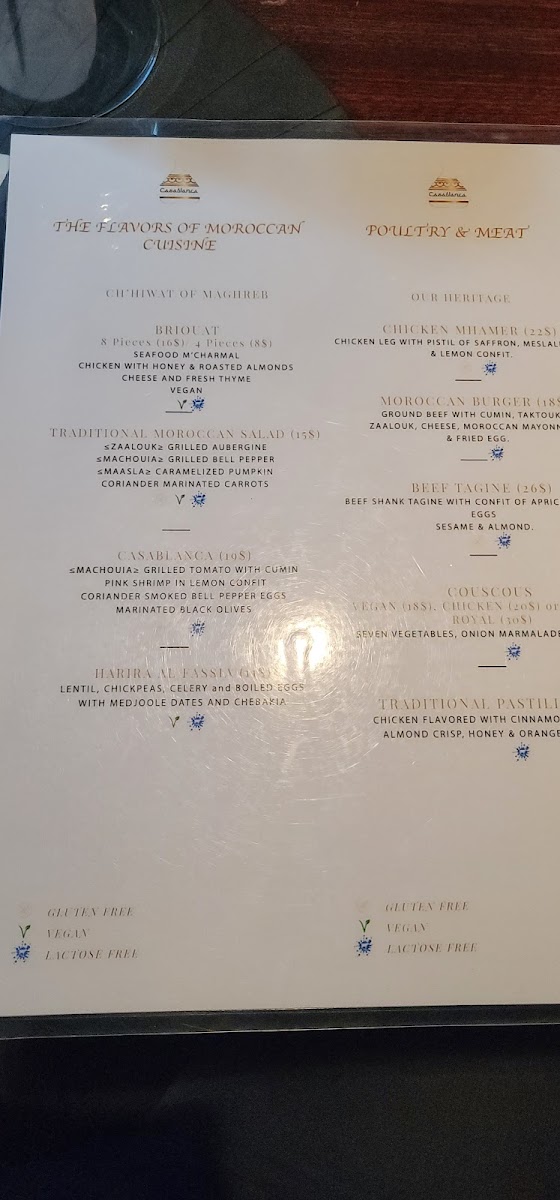 Casablanca
THE FLAVORS OF MOROCCAN
CUISINE
CH'HIWAT OF MAGHREB
BRIOUAT
8 Pieces (16$) 4 Pieces (8$)
SEAFOOD M'CHARMAL
CHICKEN WITH HONEY & ROASTED ALMONDS
CHEESE AND FRESH THYME
VEGAN
TRADITIONAL MOROCCAN SALAD (15$)
≤ZAALOUK≥ GRILLED AUBERGINE
≤MACHOUIA≥ GRILLED BELL PEPPER
≤MAASLA≥ CARAMELIZED PUMPKIN
CORIANDER MARINATED CARROTS
CASABLANCA (19$)
≤MACHOUIA≥ GRILLED TOMATO WITH CUMIN
PINK SHRIMP IN LEMON CONFIT
CORIANDER SMOKED BELL PEPPER EGGS
MARINATED BLACK OLIVES
HARIRA AL FASSIA
LENTIL, CHICKPEAS, CELERY and BOILED EGGS
WITH MEDJOOLE DATES AND CHEBAKIA
GLUTEN FREE
VEGAN
LACTOSE FREE
Casablanca
POULTRY & MEAT
OUR HERITAGE
CHICKEN MHAMER (22$)
CHICKEN LEG WITH PISTIL OF SAFFRON, MESLAL
& LEMON CONFIT.
MOROCCAN BURGER (18$
GROUND BEEF WITH CUMIN, TAKTOUK
ZAALOUK, CHEESE, MOROCCAN MAYONN
& FRIED EGG.
BEEF TAGINE (26$)
BEEF SHANK TAGINE WITH CONFIT OF APRIC
EGGS
SESAME & ALMOND.
COUSCOUS
VEGAN (18$), CHICKEN (20$) or
ROYAL (30$)
SEVEN VEGETABLES, ONION MARMALADE
TRADITIONAL PASTIL
CHICKEN FLAVORED WITH CINNAMO
ALMOND CRISP, HONEY & ORANGE
GLUTEN FREE
VEGAN
LACTOSE FREE